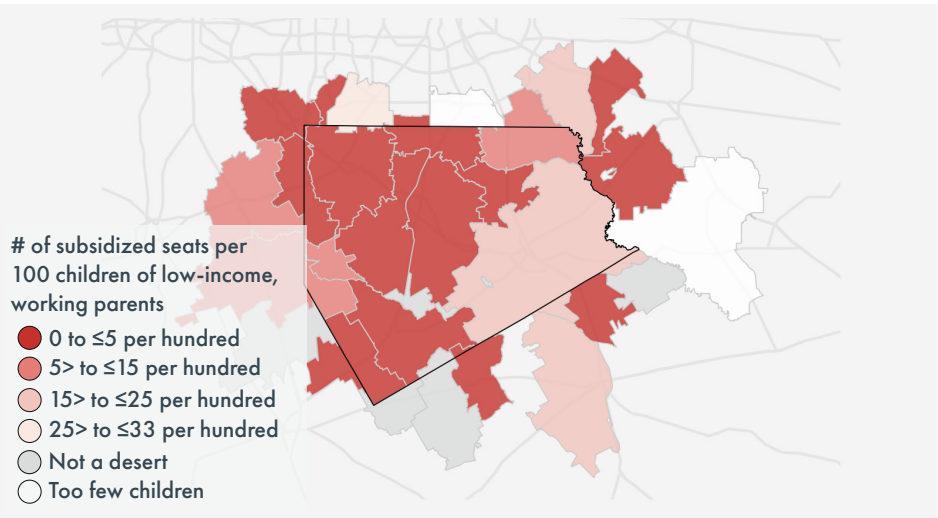 # of subsidized seats per
100 children of low-income,
working parents
0 to ≤5 per hundred
5> to ≤15 per hundred
15> to ≤25 per hundred
25> to ≤33 per hundred
Not a desert
Too few children